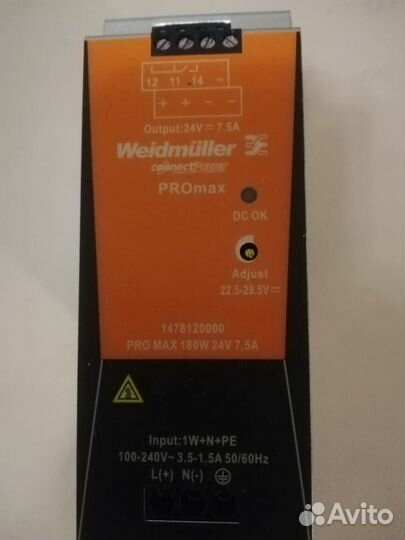 12 11 14 ~
+ + − −
Output:24V⎓ 7.5A
Weidmüller
connectPower
PROmax
DC OK
Adjust
22.5-29.5V⎓
1478120000
PRO MAX 180W 24V 7,5A
Input:1W+N+PE
100-240V~ 3.5-1.5A 50/60Hz
L(+) N(-)
Avito